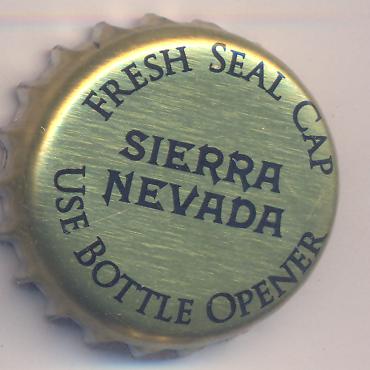 FRESH SEAL CAP
SIERRA
NEVADA
USE BOTTLE OPENER